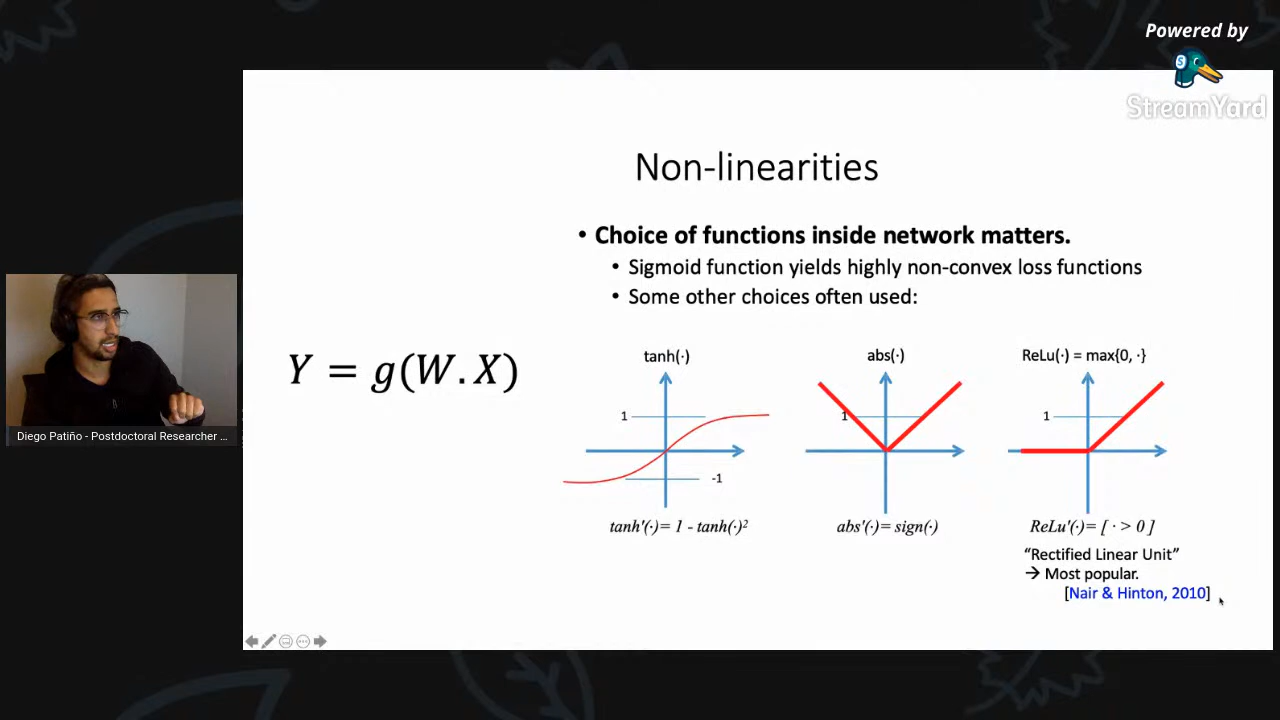 Powered by
StreamYard
Non-linearities
• Choice of functions inside network matters.
• Sigmoid function yields highly non-convex loss functions
• Some other choices often used:
Y = g(W.X)
tanh(·)
1
-1
tanh'(·)= 1 - tanh(·)²
abs(·)
1
abs'(·)= sign(·)
ReLu(·) = max{0, ·}
1
ReLu'(·)= [ · > 0 ]
“Rectified Linear Unit”
→ Most popular.
[Nair & Hinton, 2010]
Diego Patiño - Postdoctoral Researcher ...